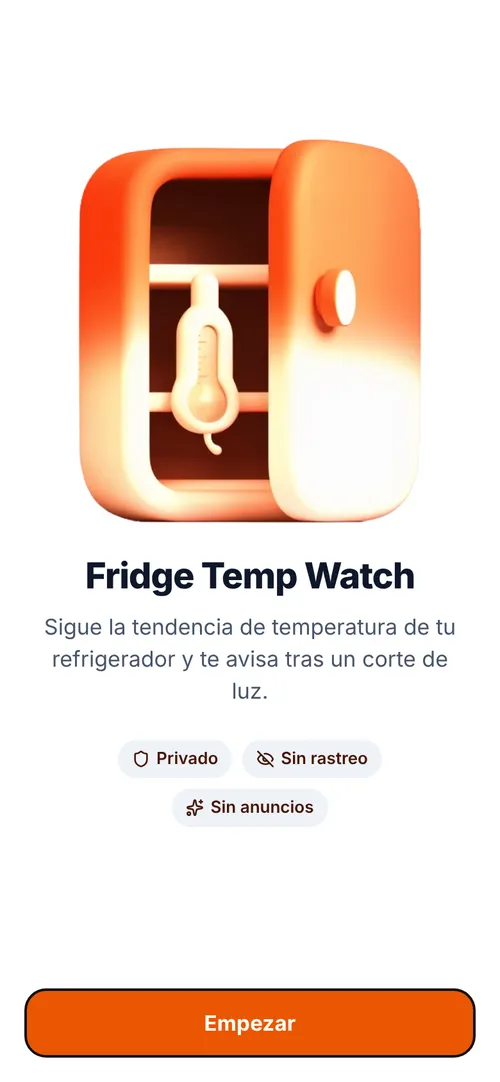 Fridge Temp Watch
Sigue la tendencia de temperatura de tu
refrigerador y te avisa tras un corte de
luz.
Privado
Sin rastreo
Sin anuncios
Empezar